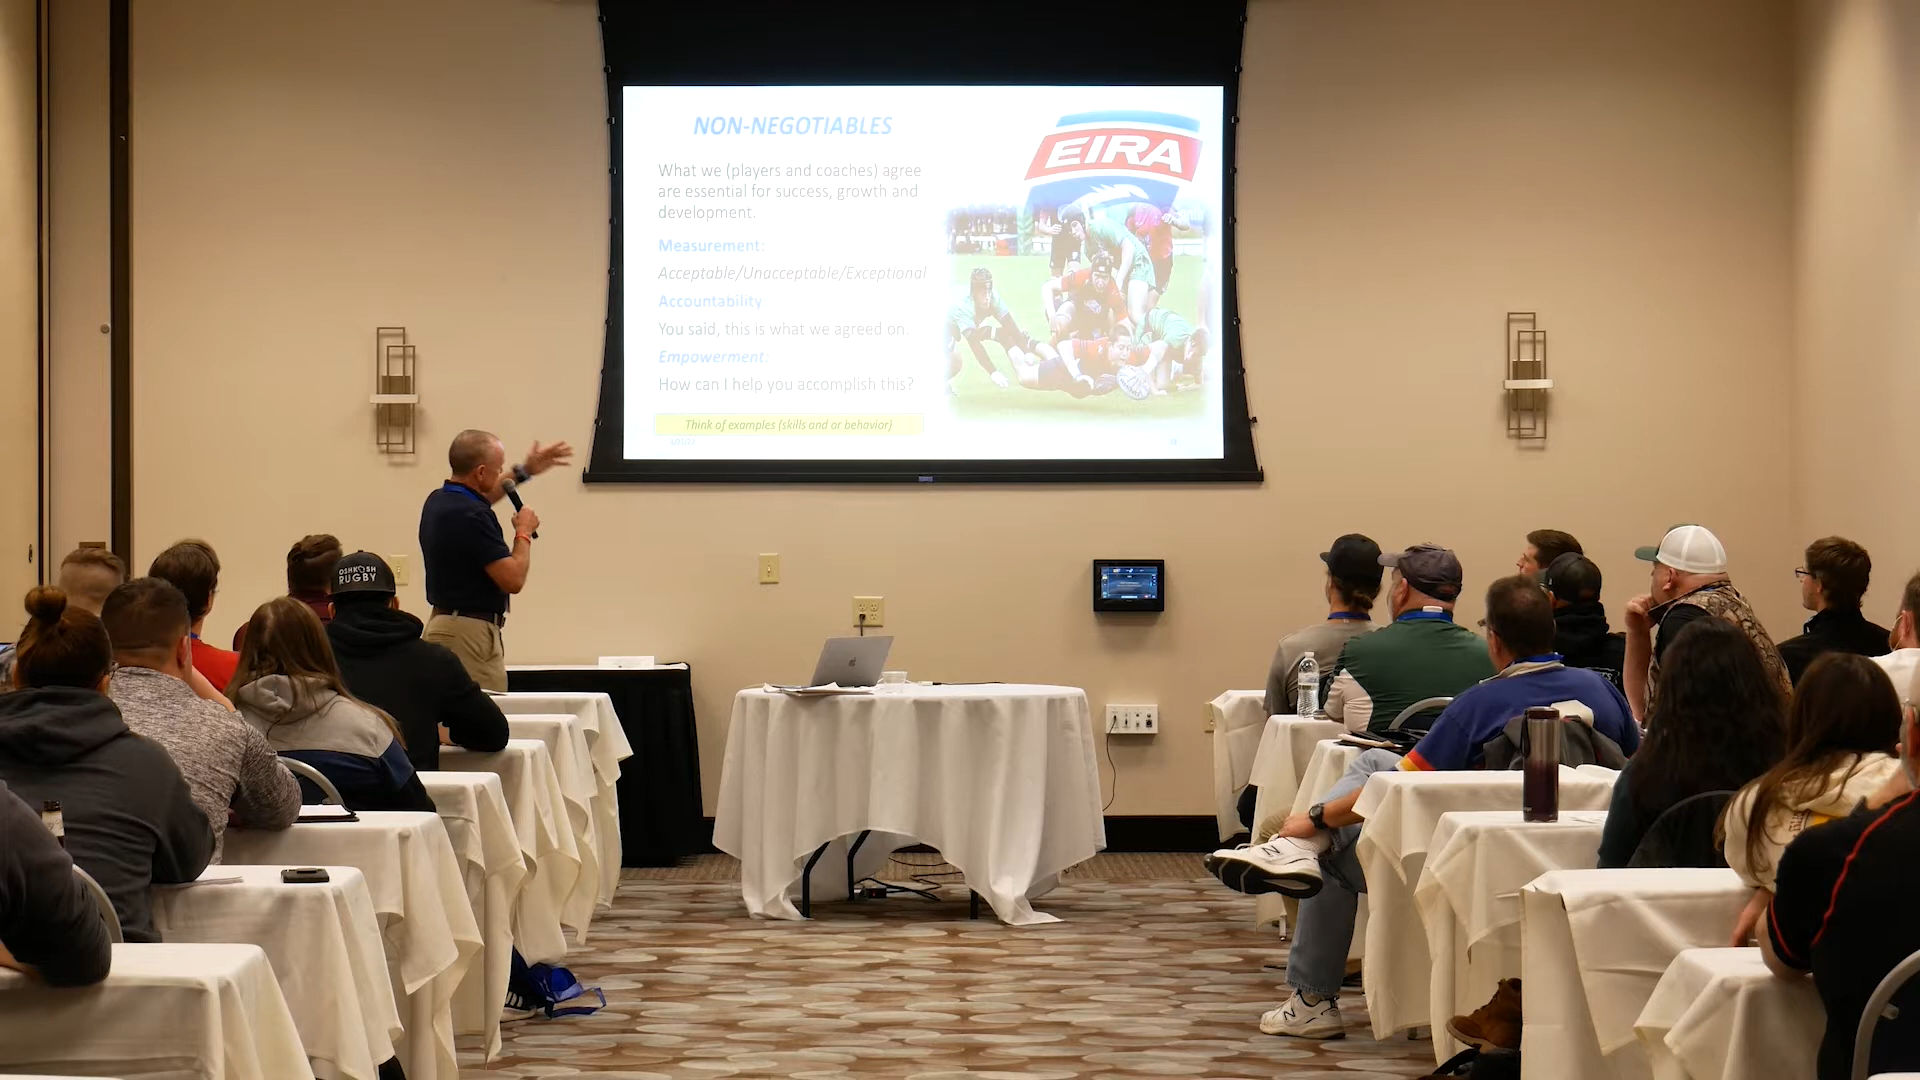 NON-NEGOTIABLES
What we (players and coaches) agree
are essential for success, growth and
development.
Measurement:
Acceptable/Unacceptable/Exceptional
Accountability
You said, this is what we agreed on.
Empowerment:
How can I help you accomplish this?
Think of examples (skills and or behavior)
EIRA
OSHKOSH
RUGBY